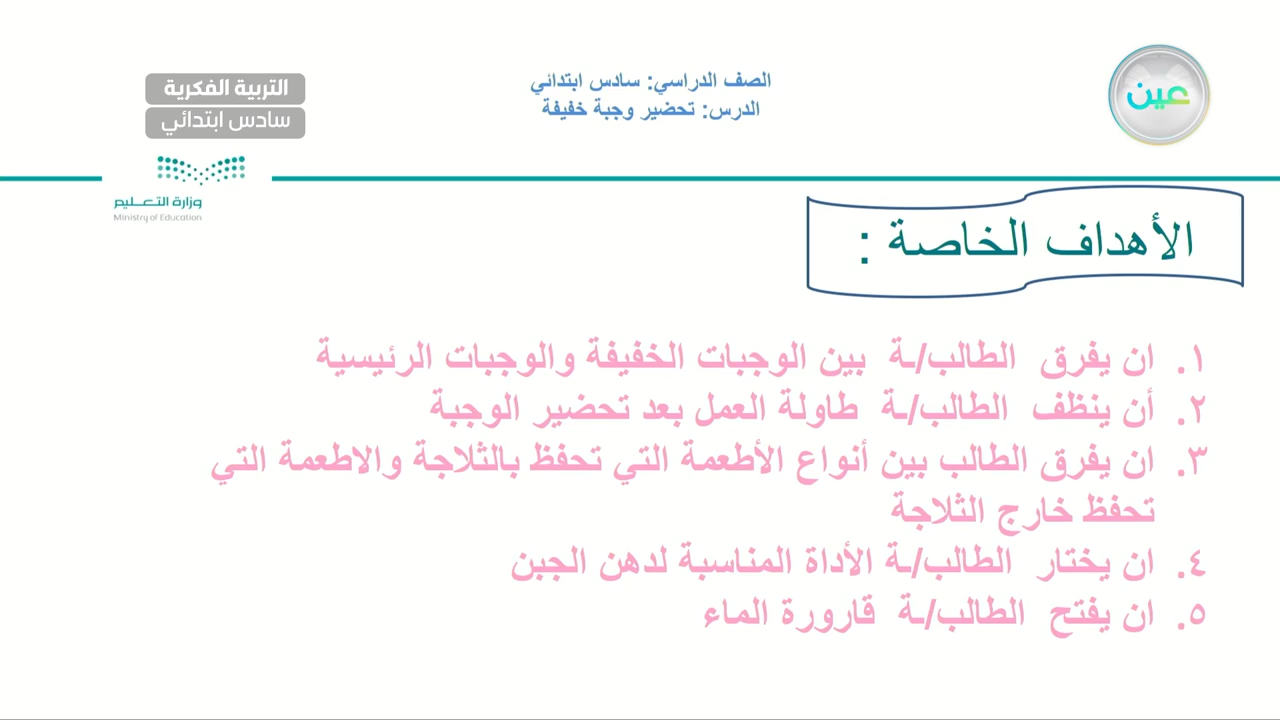 التربية الفكرية
سادس ابتدائي
وزارة التعـــليم
Ministry of Education
الصف الدراسي: سادس ابتدائي
الدرس: تحضير وجبة خفيفة
عين
الأهداف الخاصة :
١. ان يفرق الطالب/ـة بين الوجبات الخفيفة والوجبات الرئيسية
٢. أن ينظف الطالب/ـة طاولة العمل بعد تحضير الوجبة
٣. ان يفرق الطالب بين أنواع الأطعمة التي تحفظ بالثلاجة والاطعمة التي
تحفظ خارج الثلاجة
٤. ان يختار الطالب/ـة الأداة المناسبة لدهن الجبن
٥. ان يفتح الطالب/ـة قارورة الماء